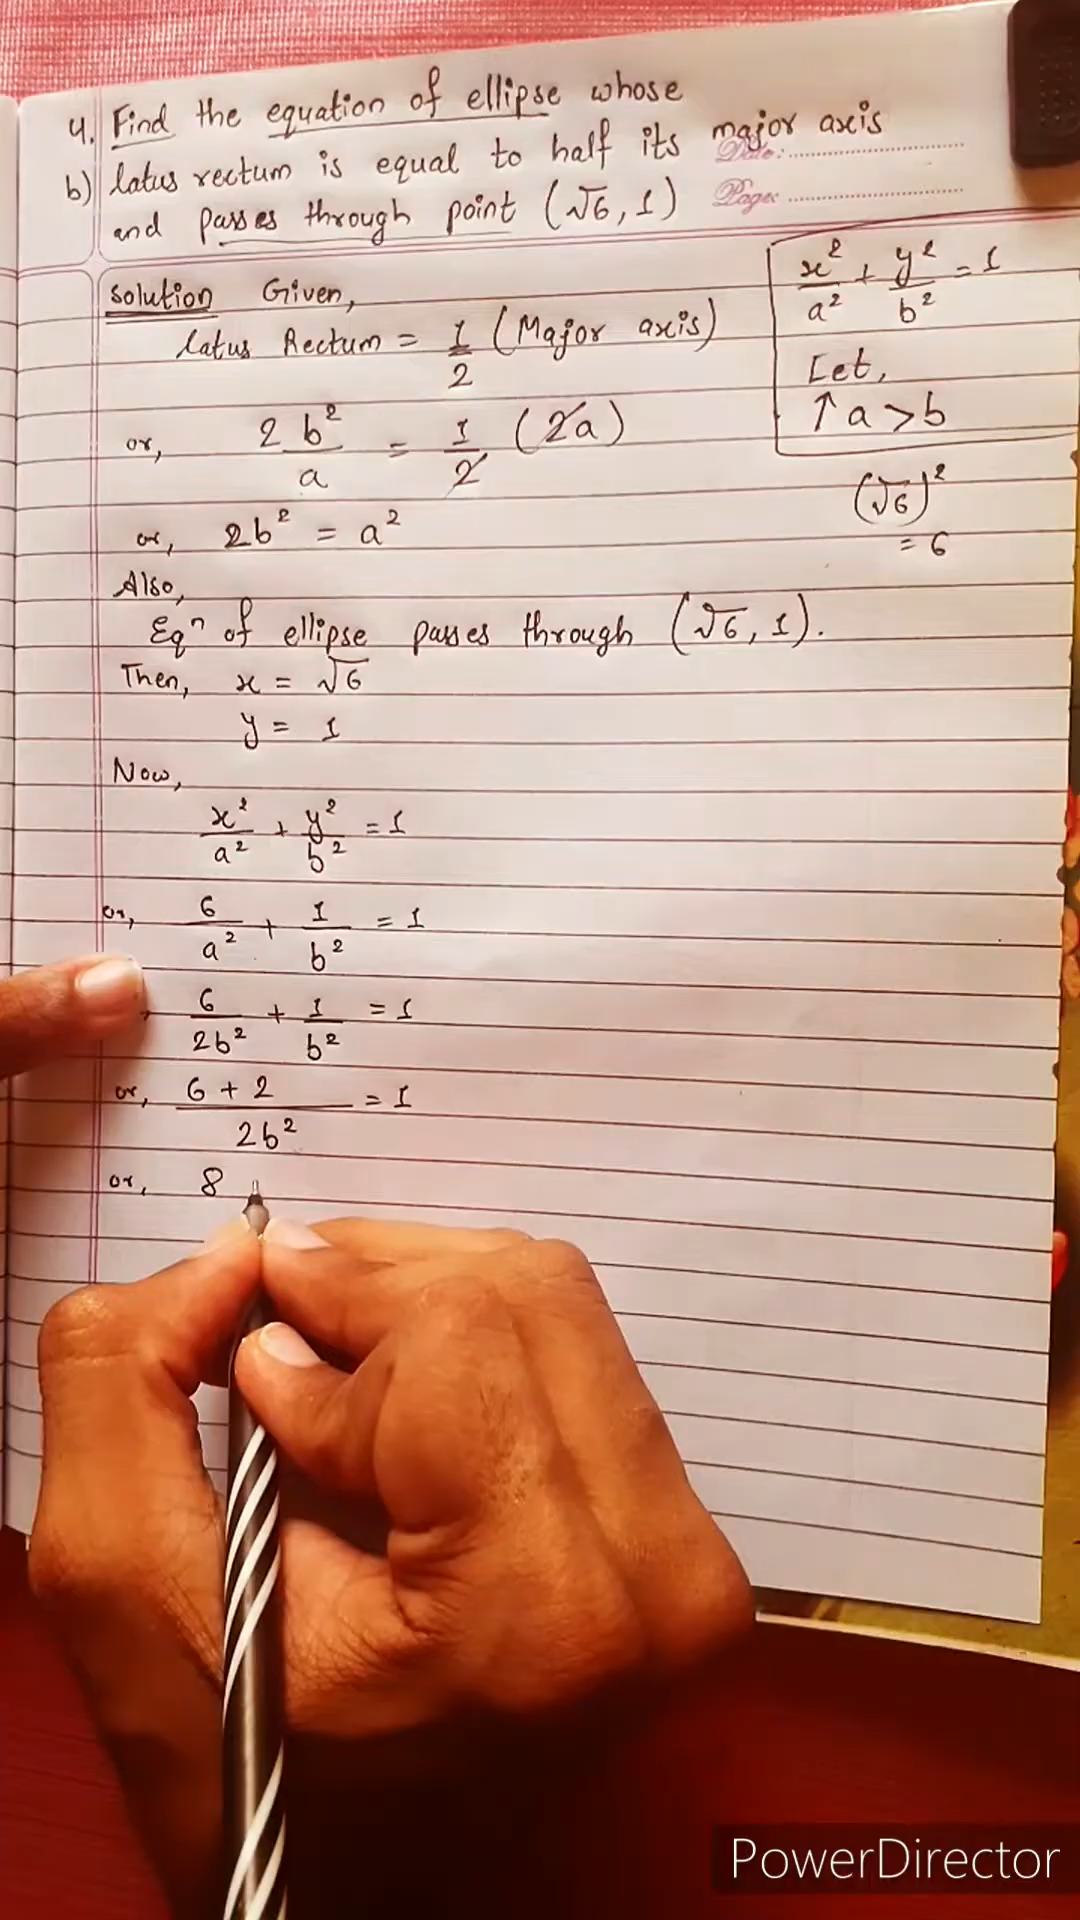 4. Find the equation of ellipse whose
b) latus rectum is equal to half its major axis
and passes through point (√6, 1)
Date:
Page:
Solution Given,
Latus Rectum = 1/2 (Major axis)
or, 2b²/a = 1/2 (2a)
or, 2b² = a²
x²/a² + y²/b² = 1
Let,
↑ a > b
(√6)²
= 6
Also,
Eqⁿ of ellipse passes through (√6, 1).
Then, x = √6
y = 1
Now,
x²/a² + y²/b² = 1
or, 6/a² + 1/b² = 1
, 6/2b² + 1/b² = 1
or, 6 + 2/2b² = 1
or, 8
PowerDirector